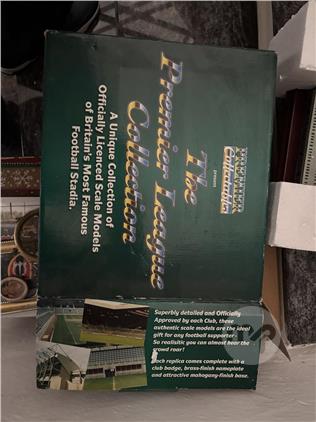 presents
The
Premier League
Collection
A Unique Collection of
Officially Licenced Scale Models
of Britain's Most Famous
Football Stadia.
Superbly detailed and Officially
Approved by each Club, these
authentic scale models are the ideal
gift for any football supporter -
So realisitic you can almost hear the
crowd roar!
Each replica comes complete with a
club badge, brass-finish nameplate
and attractive mahogany-finish base.